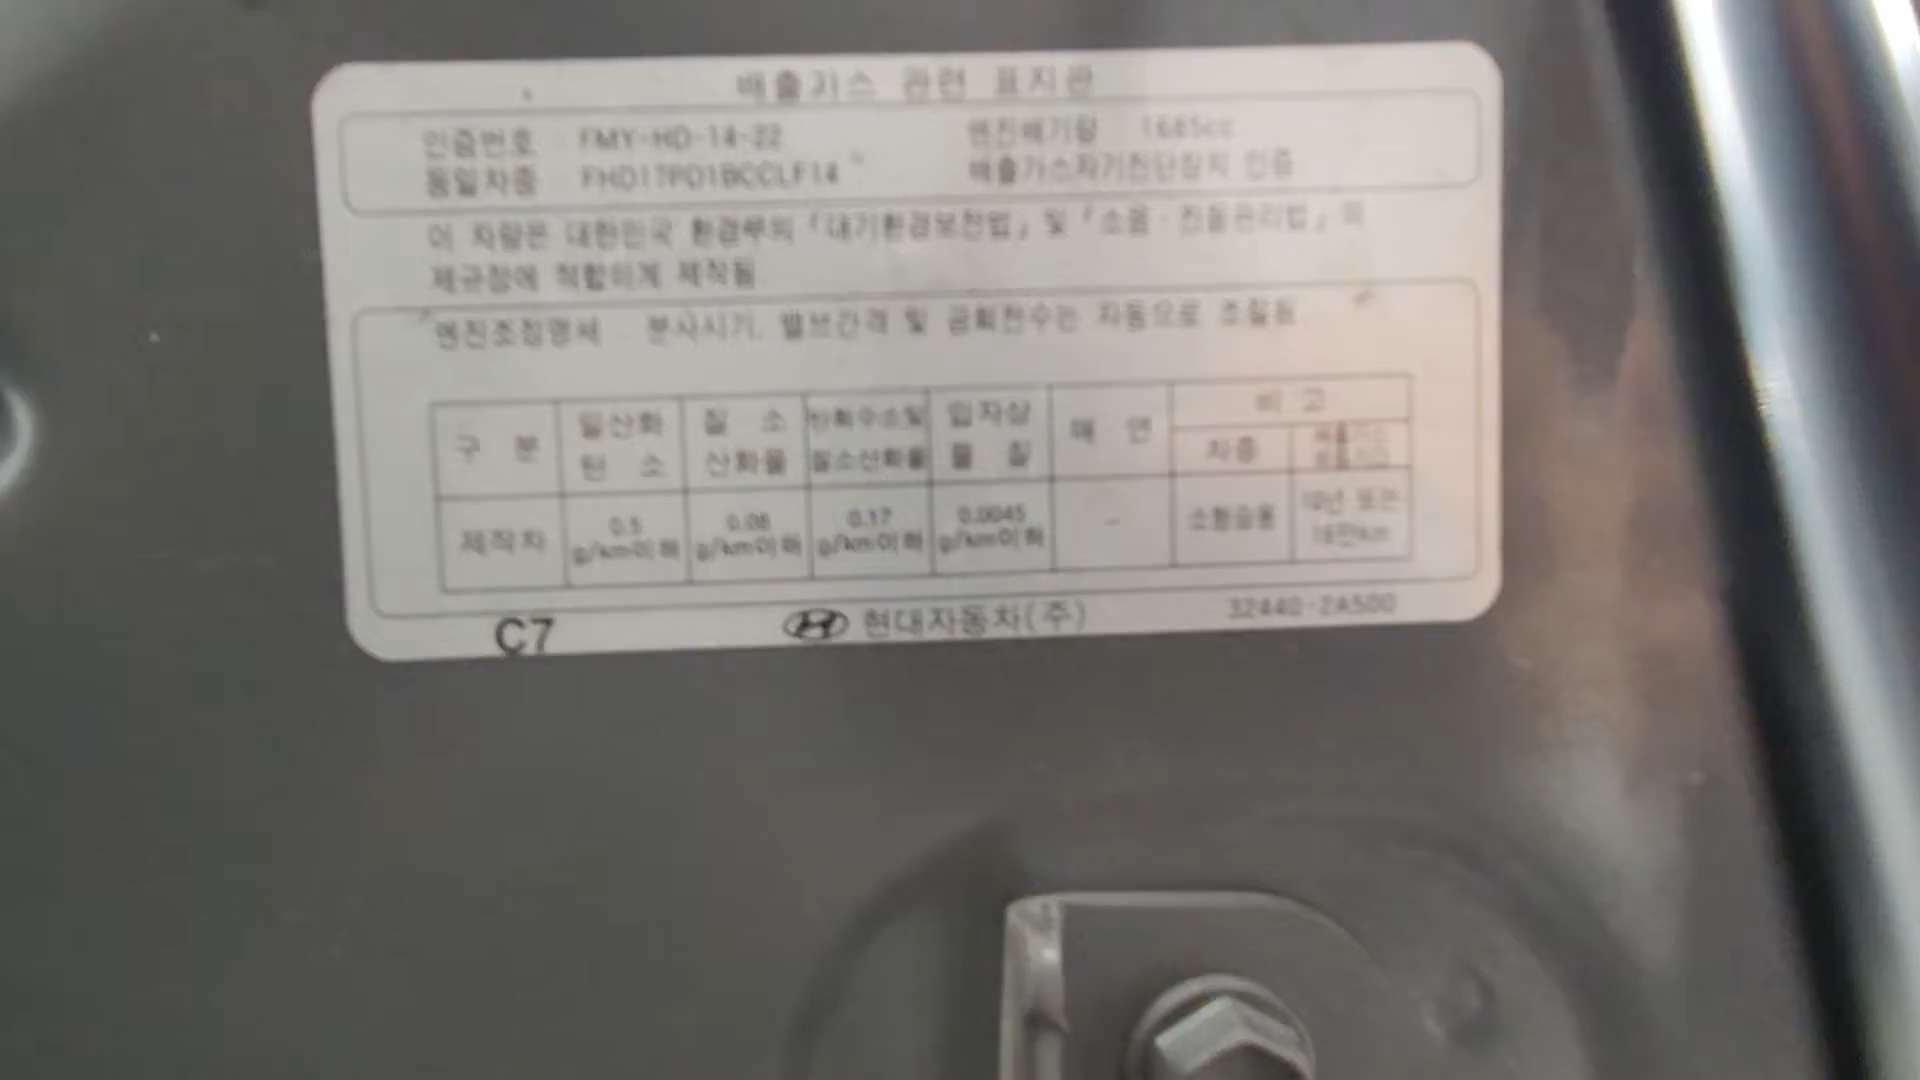 배출가스 관련 표지판
인증번호 FMY-HD-14-22 엔진배기량 1685cc
동일차종 FHD17PD1BCCLF14 배출가스자기진단장치 인증
이 차량은 대한민국 환경부의 「대기환경보전법」 및 「소음·진동관리법」의
제규정에 적합하게 제작됨
엔진조정명세 분사시기, 밸브간격 및 공회전수는 자동으로 조절됨
구 분 일산화 탄 소 질 소 산화물 탄화수소및 질소산화물 입자상 물 질 매 연 비 고
차종
제작차 0.5 g/km이하 0.08 g/km이하 0.17 g/km이하 0.0045 g/km이하 - 소형승용 10년 또는 16만km
C7 현대자동차(주) 32440-2A500